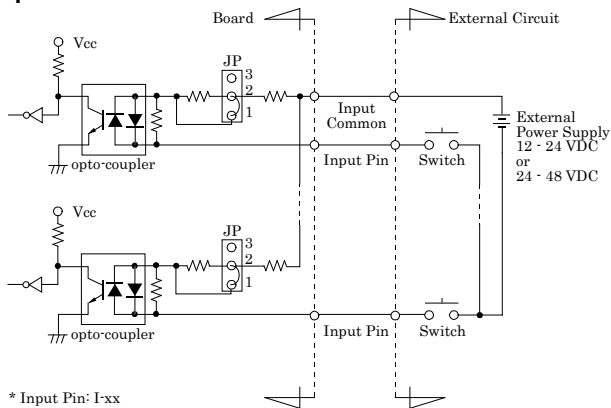 Board
External Circuit
Vcc
JP
3
2
1
Input
Common
External
Power Supply
12 - 24 VDC
or
24 - 48 VDC
opto-coupler
Input Pin
Switch
Vcc
JP
3
2
1
opto-coupler
Input Pin
Switch
* Input Pin: I-xx